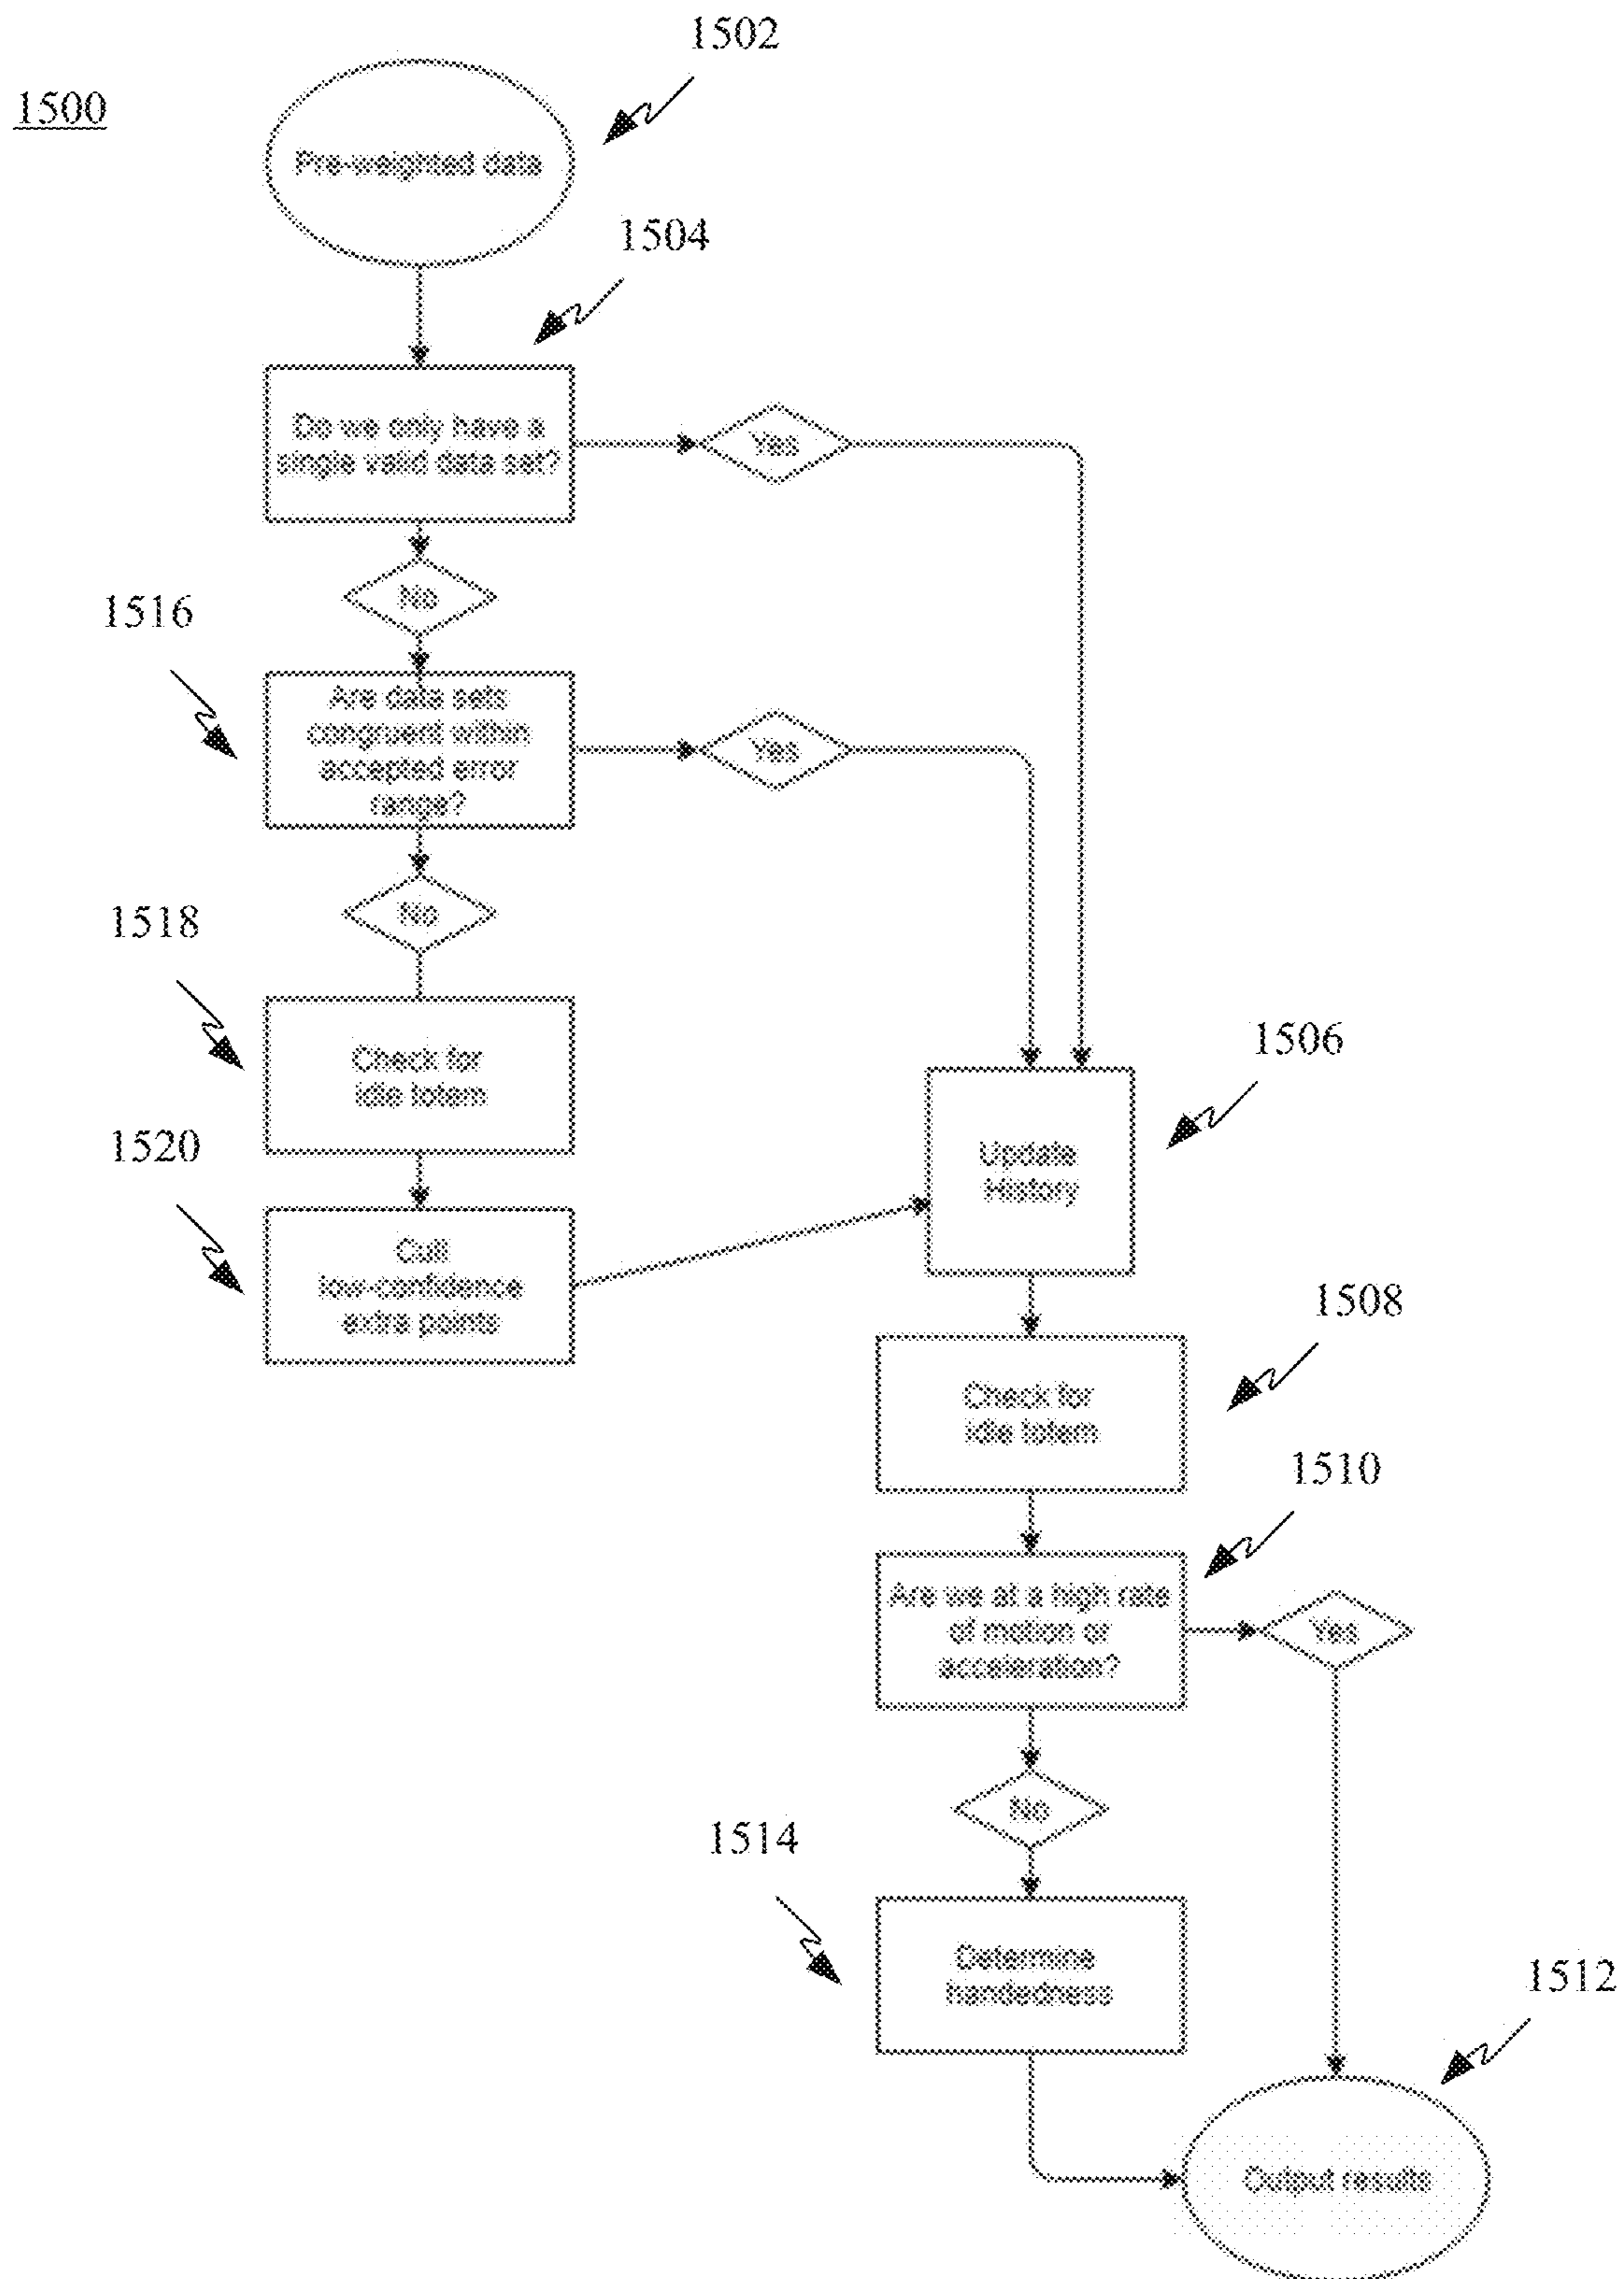 1500
1502
Pre-weighted data
1504
Do we only have a
single valid data set?
Yes
No
1516
Are data sets
congruent within
accepted error
range?
Yes
No
1518
Check for
idle totem
1520
Cull
low-confidence
extra points
1506
Update
History
1508
Check for
idle totem
1510
Are we at a high rate
of motion or
acceleration?
Yes
No
1514
Determine
handedness
1512
Output results